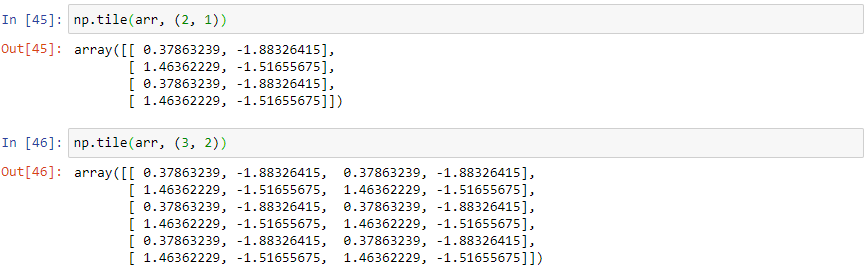 In [45]: np.tile(arr, (2, 1))
Out[45]: array([[ 0.37863239, -1.88326415],
       [ 1.46362229, -1.51655675],
       [ 0.37863239, -1.88326415],
       [ 1.46362229, -1.51655675]])
In [46]: np.tile(arr, (3, 2))
Out[46]: array([[ 0.37863239, -1.88326415,  0.37863239, -1.88326415],
       [ 1.46362229, -1.51655675,  1.46362229, -1.51655675],
       [ 0.37863239, -1.88326415,  0.37863239, -1.88326415],
       [ 1.46362229, -1.51655675,  1.46362229, -1.51655675],
       [ 0.37863239, -1.88326415,  0.37863239, -1.88326415],
       [ 1.46362229, -1.51655675,  1.46362229, -1.51655675]])